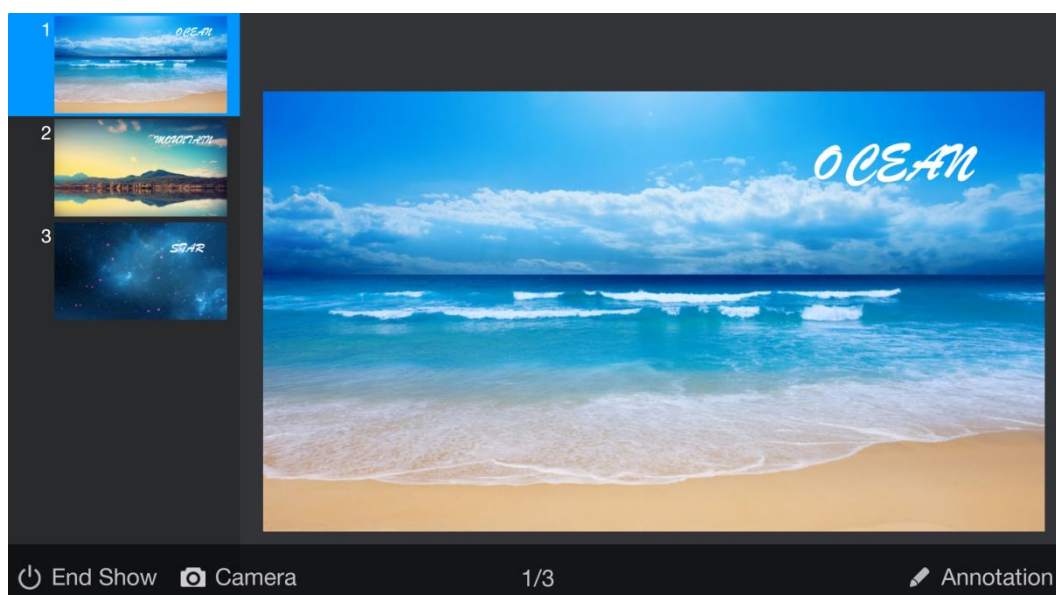 1
OCEAN
2
MOUNTAIN
3
STAR
OCEAN
End Show
Camera
1/3
Annotation